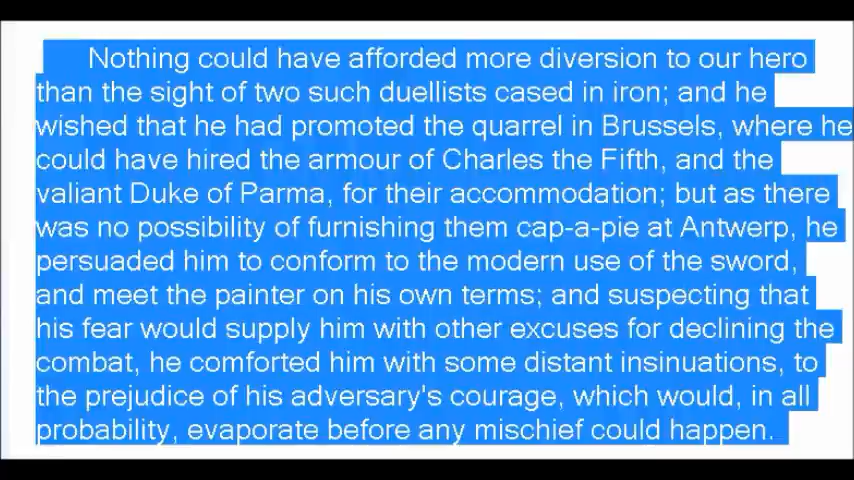 Nothing could have afforded more diversion to our hero
than the sight of two such duellists cased in iron; and he
wished that he had promoted the quarrel in Brussels, where he
could have hired the armour of Charles the Fifth, and the
valiant Duke of Parma, for their accommodation; but as there
was no possibility of furnishing them cap-a-pie at Antwerp, he
persuaded him to conform to the modern use of the sword,
and meet the painter on his own terms; and suspecting that
his fear would supply him with other excuses for declining the
combat, he comforted him with some distant insinuations, to
the prejudice of his adversary's courage, which would, in all
probability, evaporate before any mischief could happen.